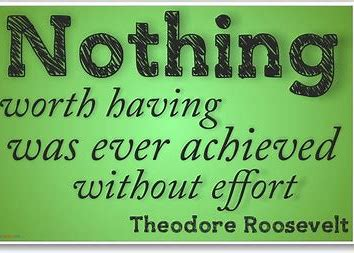 Nothing
worth having
was ever achieved
without effort
Theodore Roosevelt